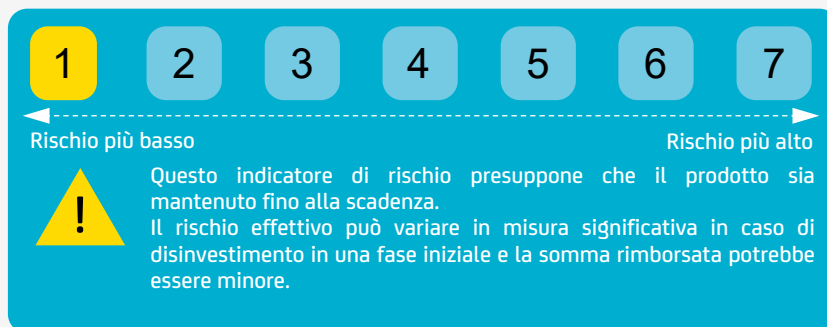 1 2 3 4 5 6 7
Rischio più basso Rischio più alto
! Questo indicatore di rischio presuppone che il prodotto sia
mantenuto fino alla scadenza.
Il rischio effettivo può variare in misura significativa in caso di
disinvestimento in una fase iniziale e la somma rimborsata potrebbe
essere minore.